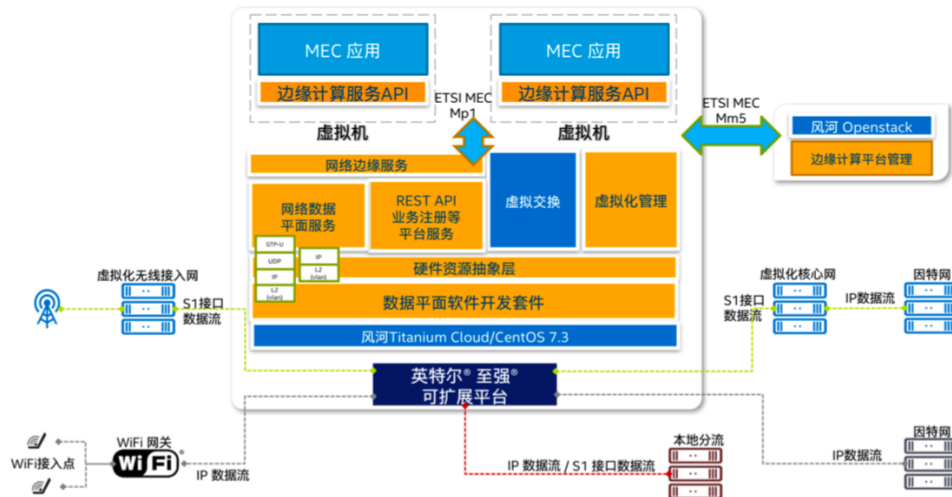 MEC 应用
MEC 应用
边缘计算服务API
边缘计算服务API
虚拟机
虚拟机
ETSI MEC
Mp1
ETSI MEC
Mm5
风河 Openstack
边缘计算平台管理
网络边缘服务
网络数据
平面服务
REST API
业务注册等
平台服务
虚拟交换
虚拟化管理
GTP-U
UDP
IP
L2
(vlan)
IP
L2
(vlan)
硬件资源抽象层
数据平面软件开发套件
风河Titanium Cloud/CentOS 7.3
英特尔® 至强®
可扩展平台
虚拟化无线接入网
S1接口
数据流
S1接口
数据流
虚拟化核心网
IP数据流
因特网
WiFi 网关
WiFi®
WiFi接入点
IP 数据流
IP 数据流 / S1 接口数据流
本地分流
IP数据流
因特网